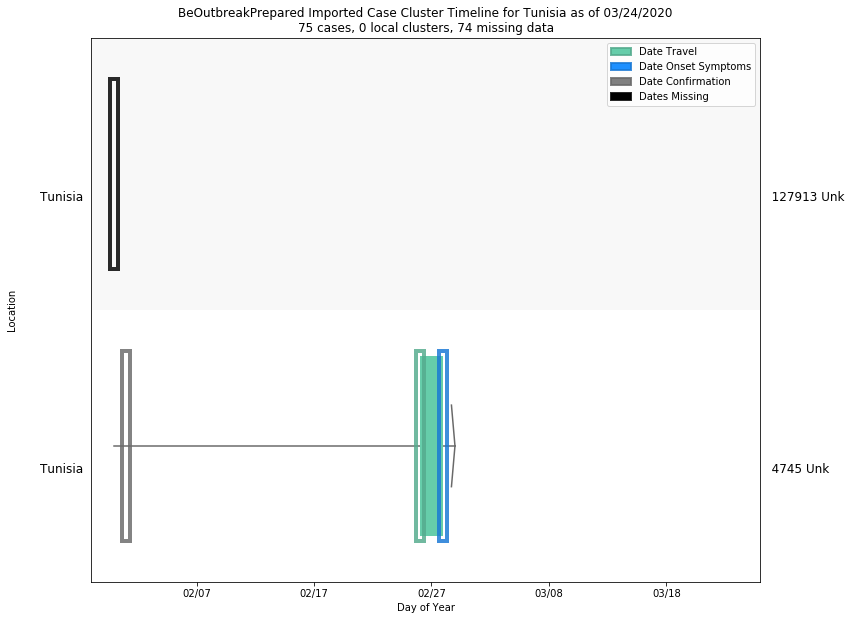 BeOutbreakPrepared Imported Case Cluster Timeline for Tunisia as of 03/24/2020
75 cases, 0 local clusters, 74 missing data
Date Travel
Date Onset Symptoms
Date Confirmation
Dates Missing
Tunisia
127913 Unk
Location
Tunisia
4745 Unk
02/07
02/17
02/27
03/08
03/18
Day of Year